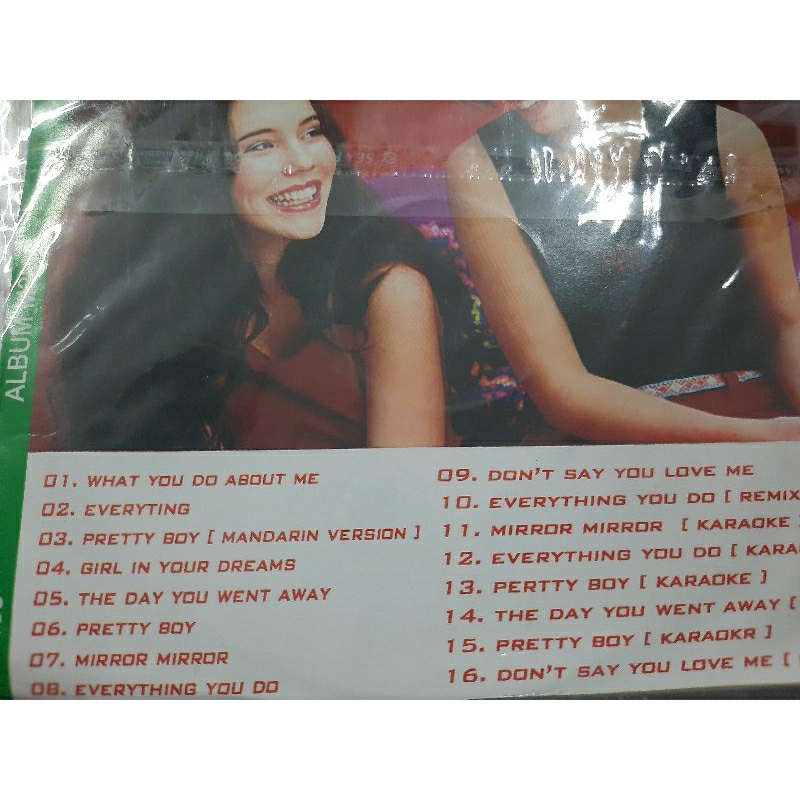 ALBUM
01. WHAT YOU DO ABOUT ME
02. EVERYTING
03. PRETTY BOY [ MANDARIN VERSION ]
04. GIRL IN YOUR DREAMS
05. THE DAY YOU WENT AWAY
06. PRETTY BOY
07. MIRROR MIRROR
08. EVERYTHING YOU DO
09. DON'T SAY YOU LOVE ME
10. EVERYTHING YOU DO [ REMIX
11. MIRROR MIRROR [ KARAOKE ]
12. EVERYTHING YOU DO [ KARA
13. PERTTY BOY [ KARAOKE ]
14. THE DAY YOU WENT AWAY [
15. PRETTY BOY [ KARAOKR ]
16. DON'T SAY YOU LOVE ME [